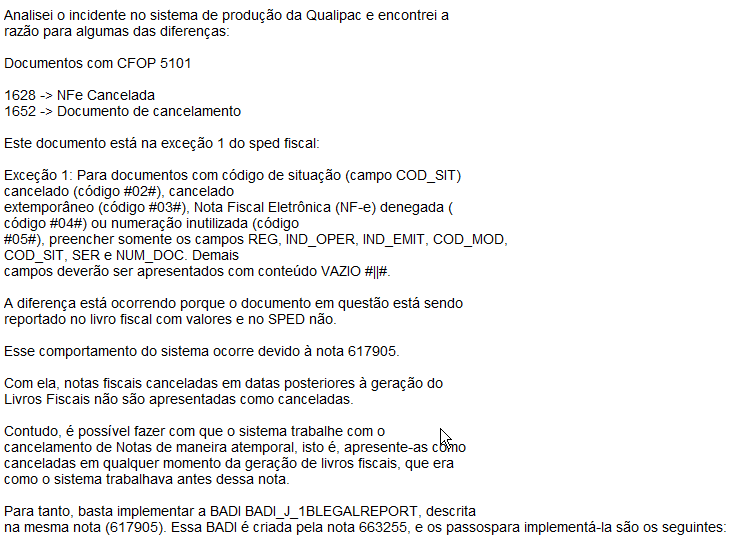 Analisei o incidente no sistema de produção da Qualipac e encontrei a
razão para algumas das diferenças:
Documentos com CFOP 5101
1628 -> NFe Cancelada
1652 -> Documento de cancelamento
Este documento está na exceção 1 do sped fiscal:
Exceção 1: Para documentos com código de situação (campo COD_SIT)
cancelado (código #02#), cancelado
extemporâneo (código #03#), Nota Fiscal Eletrônica (NF-e) denegada (
código #04#) ou numeração inutilizada (código
#05#), preencher somente os campos REG, IND_OPER, IND_EMIT, COD_MOD,
COD_SIT, SER e NUM_DOC. Demais
campos deverão ser apresentados com conteúdo VAZIO #||#.
A diferença está ocorrendo porque o documento em questão está sendo
reportado no livro fiscal com valores e no SPED não.
Esse comportamento do sistema ocorre devido à nota 617905.
Com ela, notas fiscais canceladas em datas posteriores à geração do
Livros Fiscais não são apresentadas como canceladas.
Contudo, é possível fazer com que o sistema trabalhe com o
cancelamento de Notas de maneira atemporal, isto é, apresente-as como
canceladas em qualquer momento da geração de livros fiscais, que era
como o sistema trabalhava antes dessa nota.
Para tanto, basta implementar a BADI BADI_J_1BLEGALREPORT, descrita
na mesma nota (617905). Essa BADI é criada pela nota 663255, e os passospara implementá-la são os seguintes: